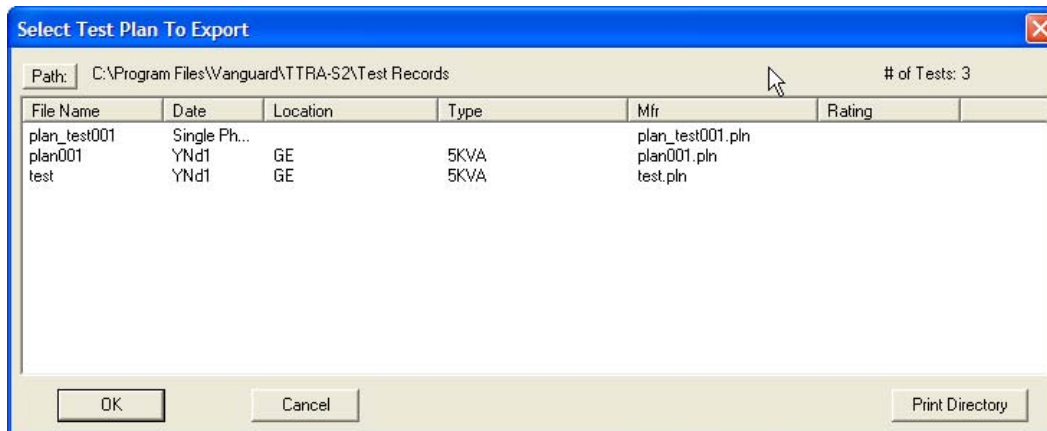 Select Test Plan To Export
Path: C:\Program Files\Vanguard\TTRA-S2\Test Records # of Tests: 3
File Name Date Location Type Mfr Rating
plan_test001 Single Ph... plan_test001.pln
plan001 YNd1 GE 5KVA plan001.pln
test YNd1 GE 5KVA test.pln
OK Cancel Print Directory